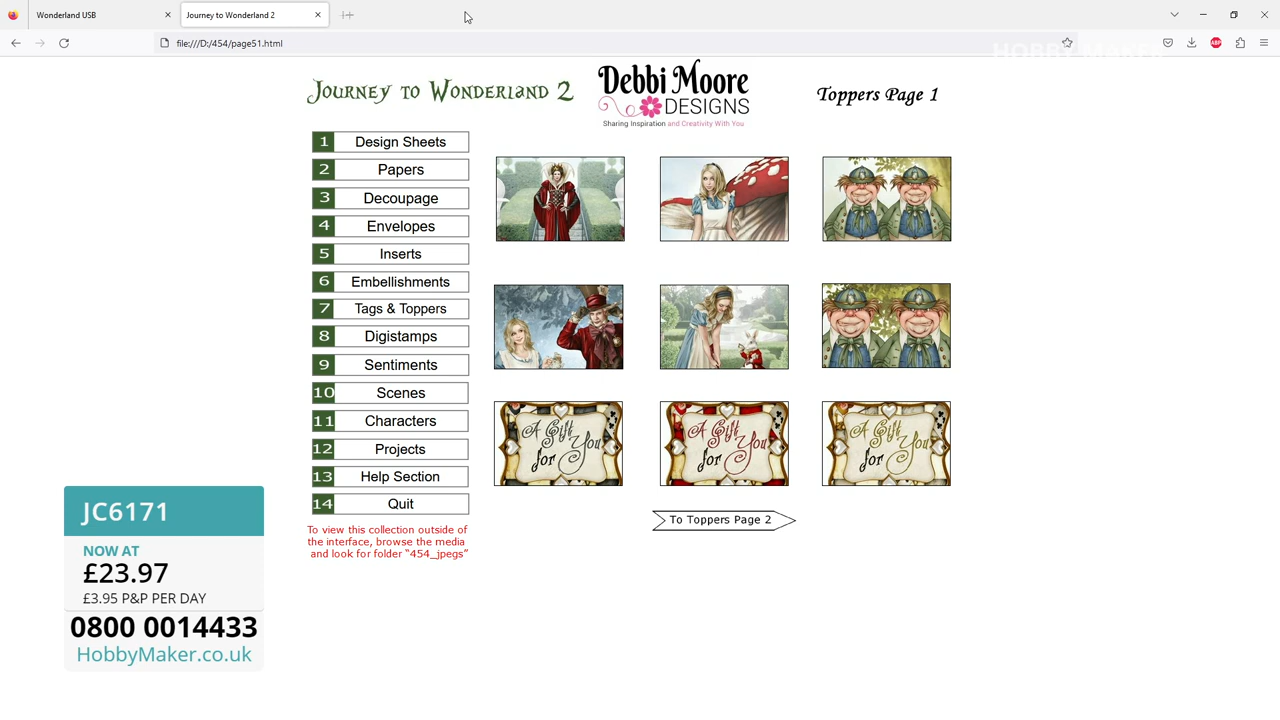 Wonderland USB
Journey to Wonderland 2
file:///D:/454/page51.html
ABP
HOBBY MAKER
Journey to Wonderland 2
Debbi Moore
DESIGNS
Sharing Inspiration and Creativity With You
Toppers Page 1
1 Design Sheets
2 Papers
3 Decoupage
4 Envelopes
5 Inserts
6 Embellishments
7 Tags & Toppers
8 Digistamps
9 Sentiments
10 Scenes
11 Characters
12 Projects
13 Help Section
14 Quit
To view this collection outside of
the interface, browse the media
and look for folder “454_jpegs”
A Gift
for You
A Gift
for You
A Gift
for You
To Toppers Page 2
JC6171
NOW AT
£23.97
£3.95 P&P PER DAY
0800 0014433
HobbyMaker.co.uk